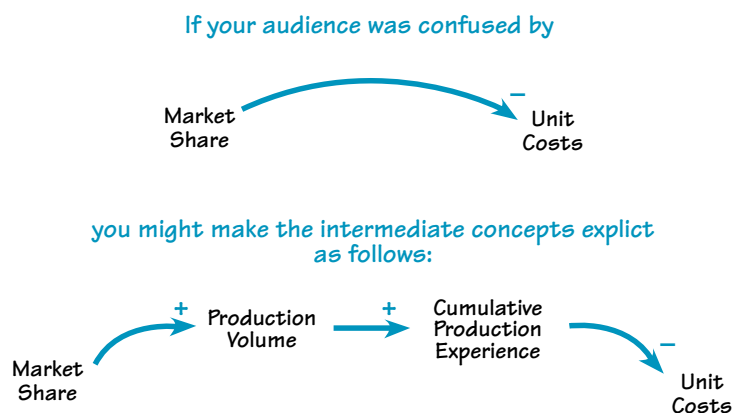 If your audience was confused by
–
Market
Share
Unit
Costs
you might make the intermediate concepts explict
as follows:
+
Production
Volume
+
Cumulative
Production
Experience
–
Market
Share
Unit
Costs